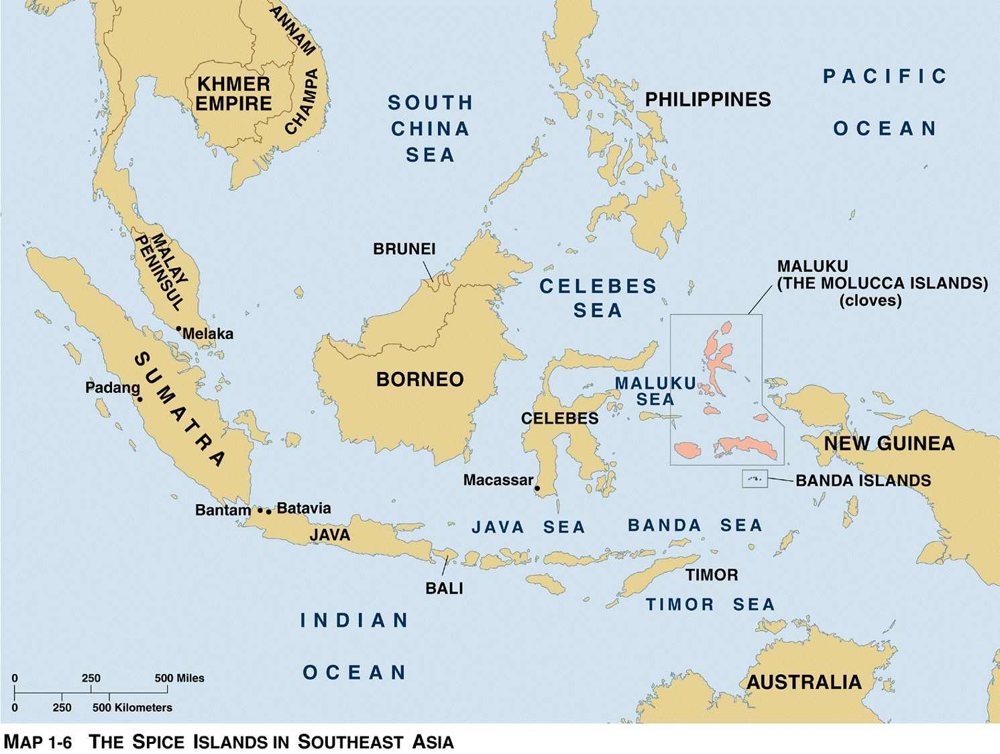 ANNAM
KHMER
EMPIRE
CHAMPA
SOUTH
CHINA
SEA
PHILIPPINES
PACIFIC
OCEAN
MALAY
PENINSUL
BRUNEI
CELEBES
SEA
MALUKU
(THE MOLUCCA ISLANDS)
(cloves)
Melaka
SUMATRA
Padang
BORNEO
MALUKU
SEA
CELEBES
NEW GUINEA
Macassar
BANDA ISLANDS
Bantam
Batavia
JAVA
JAVA SEA
BANDA SEA
BALI
TIMOR
TIMOR SEA
INDIAN
OCEAN
AUSTRALIA
0 250 500 Miles
0 250 500 Kilometers
MAP 1-6 THE SPICE ISLANDS IN SOUTHEAST ASIA